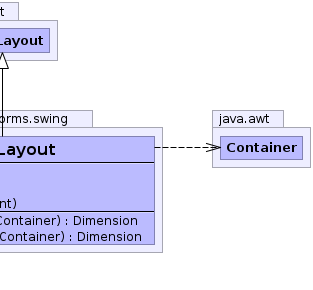 t
Layout
orms.swing
java.awt
Layout
Container
nt)
Container) : Dimension
Container) : Dimension